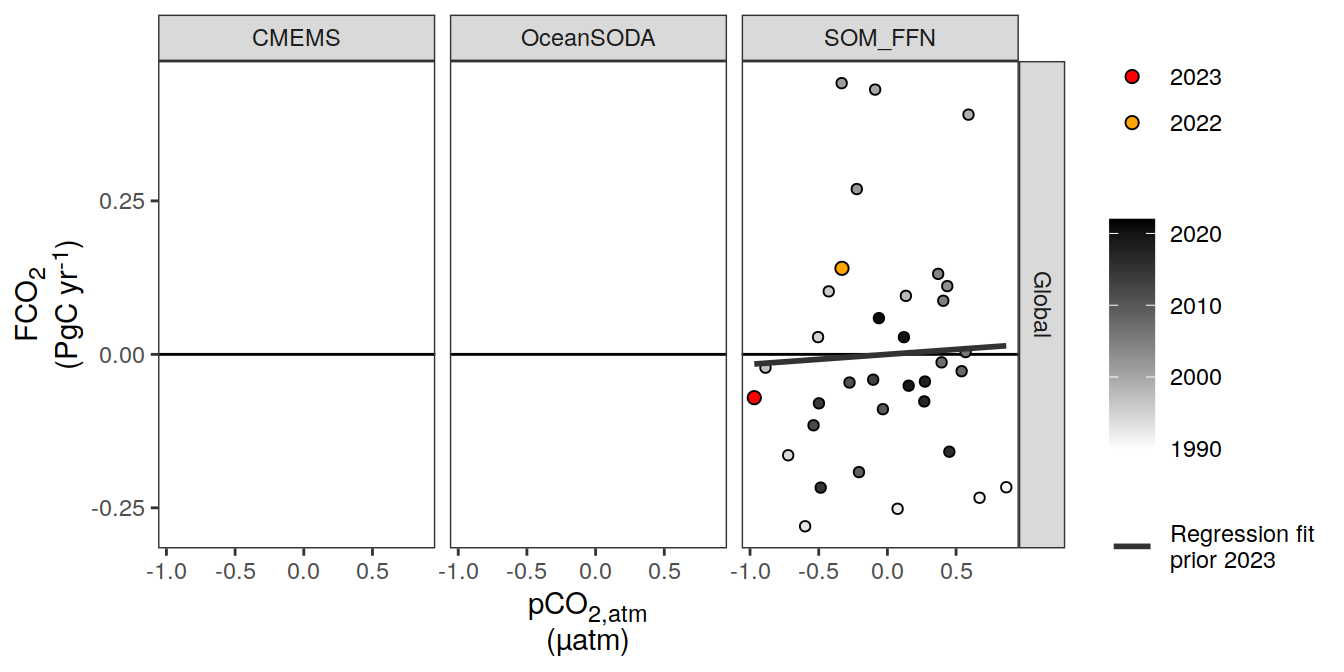 CMEMS
OceanSODA
SOM_FFN
Global
FCO2
(PgC yr-1)
0.25
0.00
-0.25
-1.0 -0.5 0.0 0.5
-1.0 -0.5 0.0 0.5
-1.0 -0.5 0.0 0.5
pCO2,atm
(µatm)
2023
2022
2020
2010
2000
1990
Regression fit
prior 2023